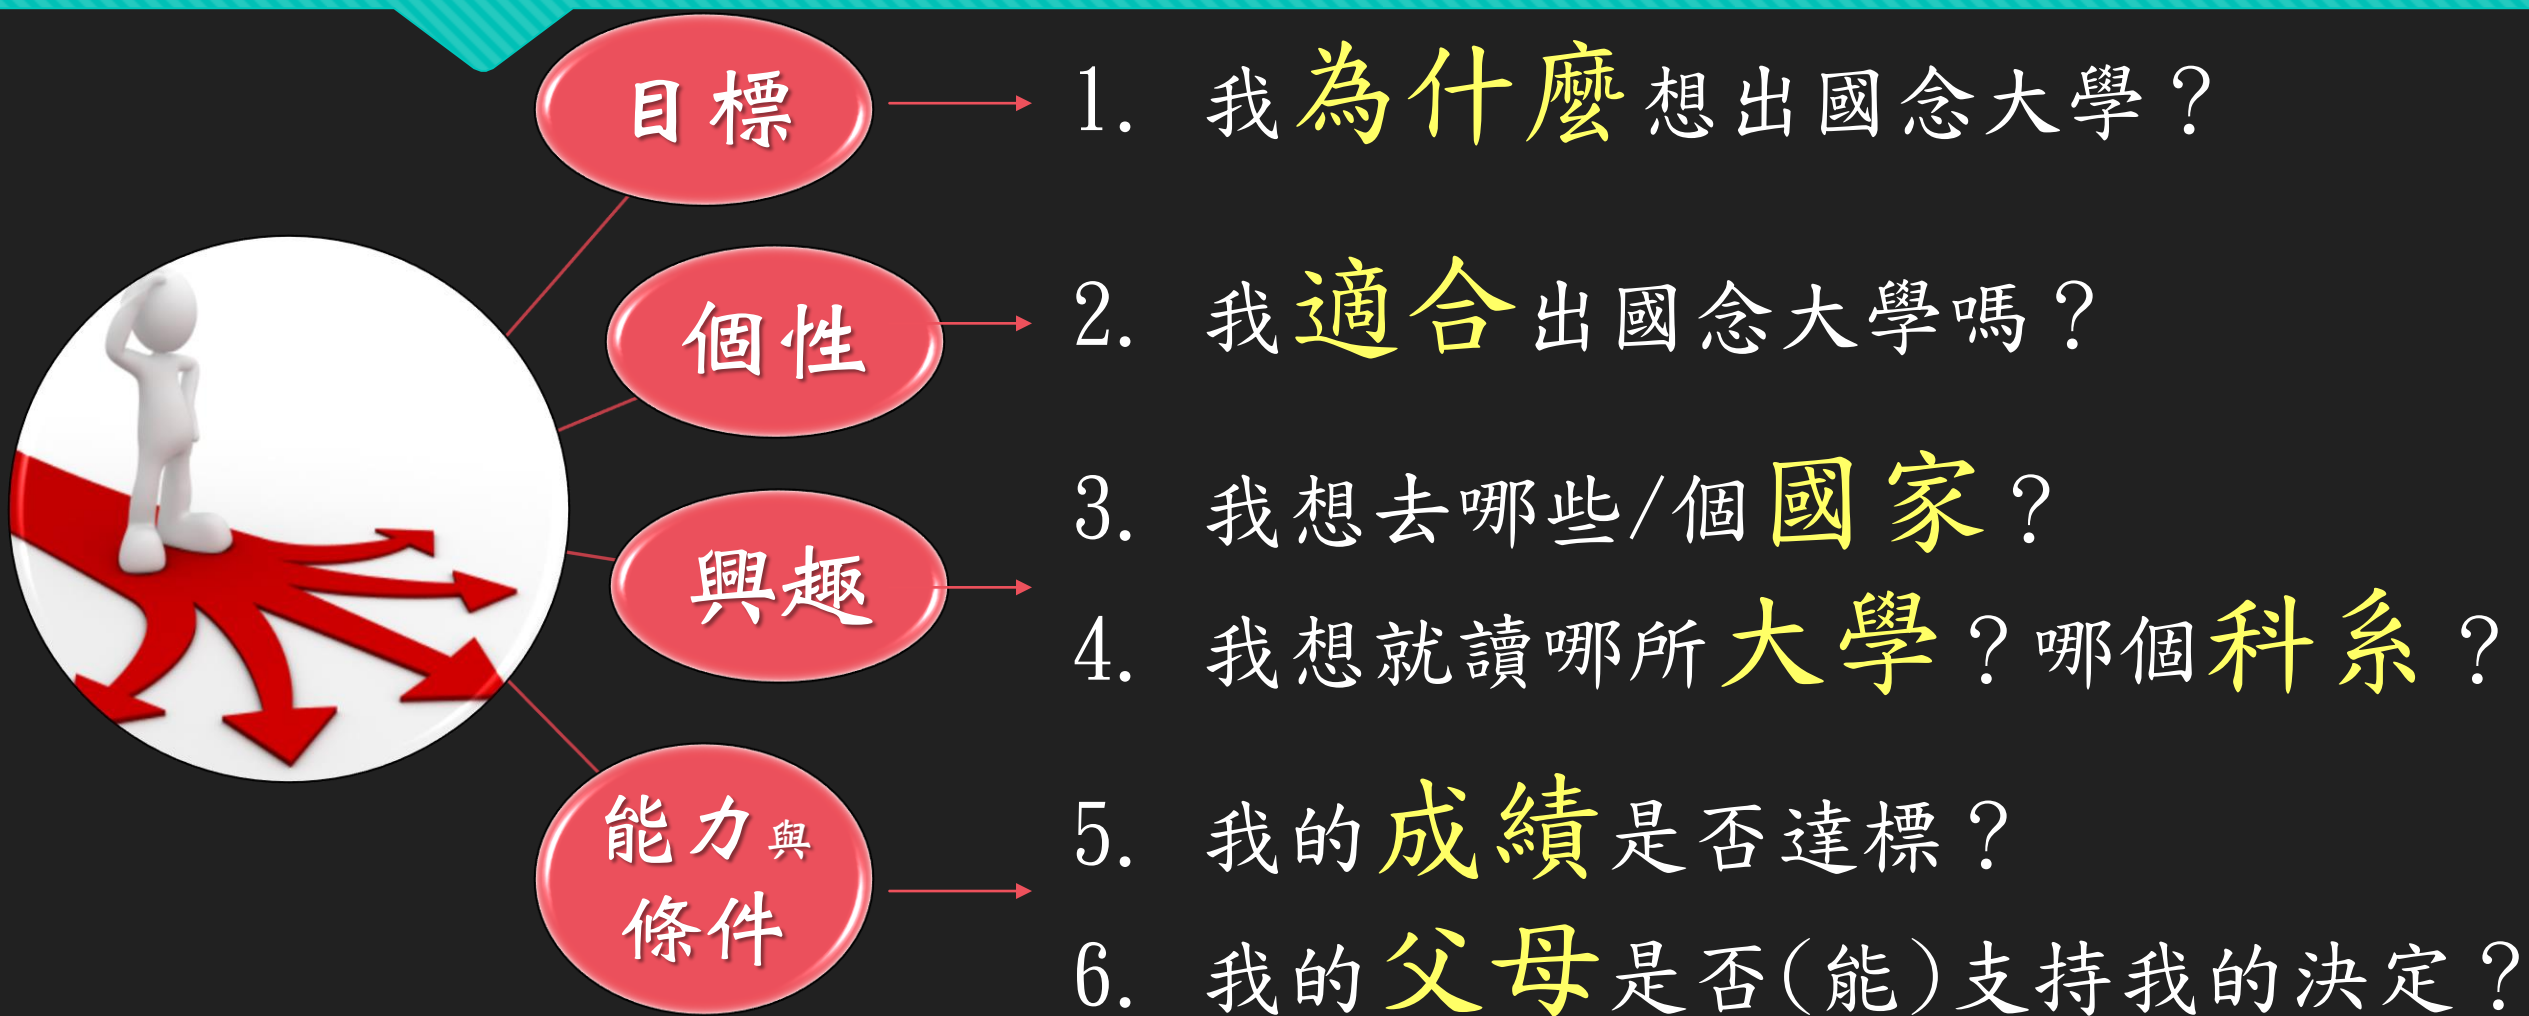 目標
1. 我為什麼想出國念大學？
個性
2. 我適合出國念大學嗎？
興趣
3. 我想去哪些/個國家？
4. 我想就讀哪所大學？哪個科系？
能力與
條件
5. 我的成績是否達標？
6. 我的父母是否(能)支持我的決定？